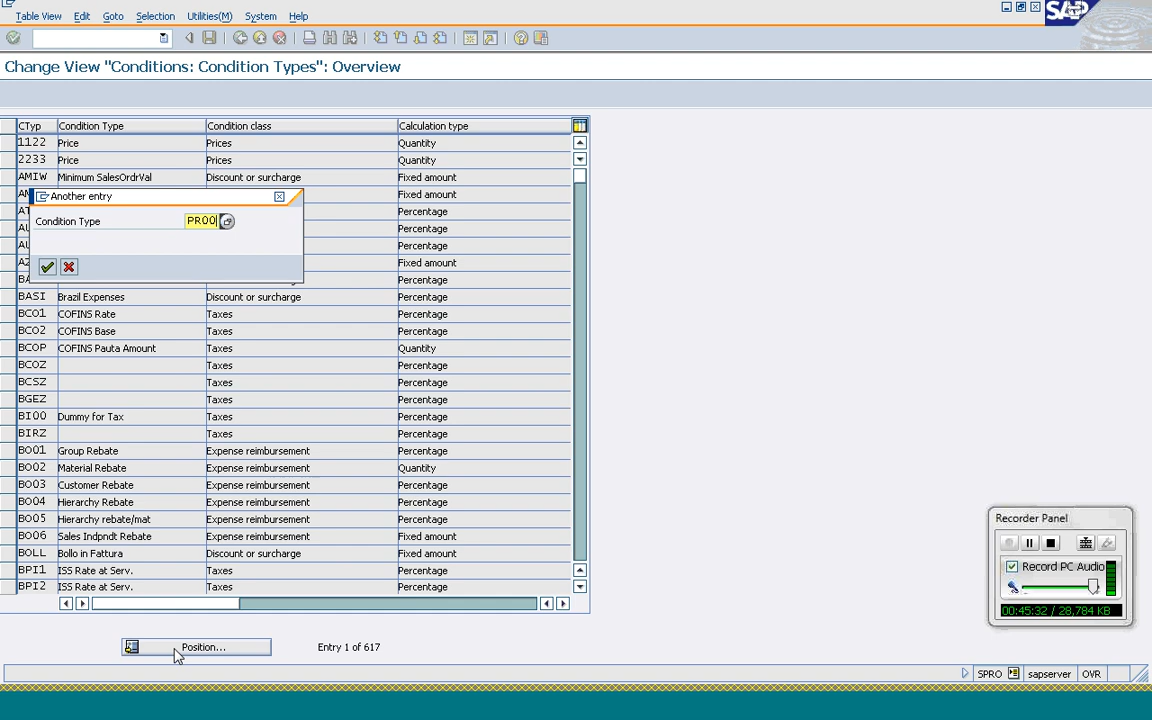 Table View Edit Goto Selection Utilities(M) System Help
SAP
Change View "Conditions: Condition Types": Overview
CTyp Condition Type Condition class Calculation type
1122 Price Prices Quantity
2233 Price Prices Quantity
AMIW Minimum SalesOrdrVal Discount or surcharge Fixed amount
Another entry
Fixed amount
Condition Type PR00
Percentage
Percentage
Percentage
Fixed amount
Percentage
BASI Brazil Expenses Discount or surcharge Percentage
BCO1 COFINS Rate Taxes Percentage
BCO2 COFINS Base Taxes Percentage
BCOP COFINS Pauta Amount Taxes Quantity
BCOZ Taxes Percentage
BCSZ Taxes Percentage
BGEZ Taxes Percentage
BI00 Dummy for Tax Taxes Percentage
BIRZ Taxes Percentage
BO01 Group Rebate Expense reimbursement Percentage
BO02 Material Rebate Expense reimbursement Quantity
BO03 Customer Rebate Expense reimbursement Percentage
BO04 Hierarchy Rebate Expense reimbursement Percentage
BO05 Hierarchy rebate/mat Expense reimbursement Percentage
BO06 Sales Indpndt Rebate Expense reimbursement Fixed amount
BOLL Bollo in Fattura Discount or surcharge Fixed amount
BPI1 ISS Rate at Serv. Taxes Percentage
BPI2 ISS Rate at Serv. Taxes Percentage
Recorder Panel
Record PC Audio
00:45:32 / 28,784 KB
Position... Entry 1 of 617
SPRO sapserver OVR